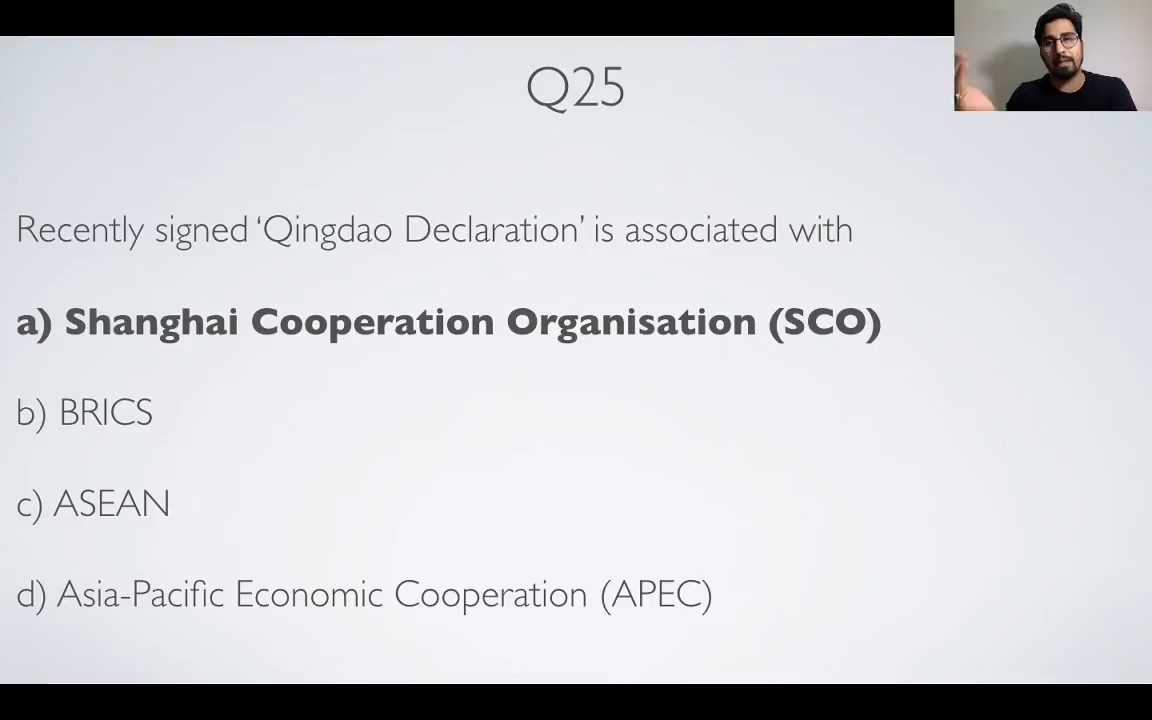 Q25
Recently signed ‘Qingdao Declaration’ is associated with
a) Shanghai Cooperation Organisation (SCO)
b) BRICS
c) ASEAN
d) Asia-Pacific Economic Cooperation (APEC)